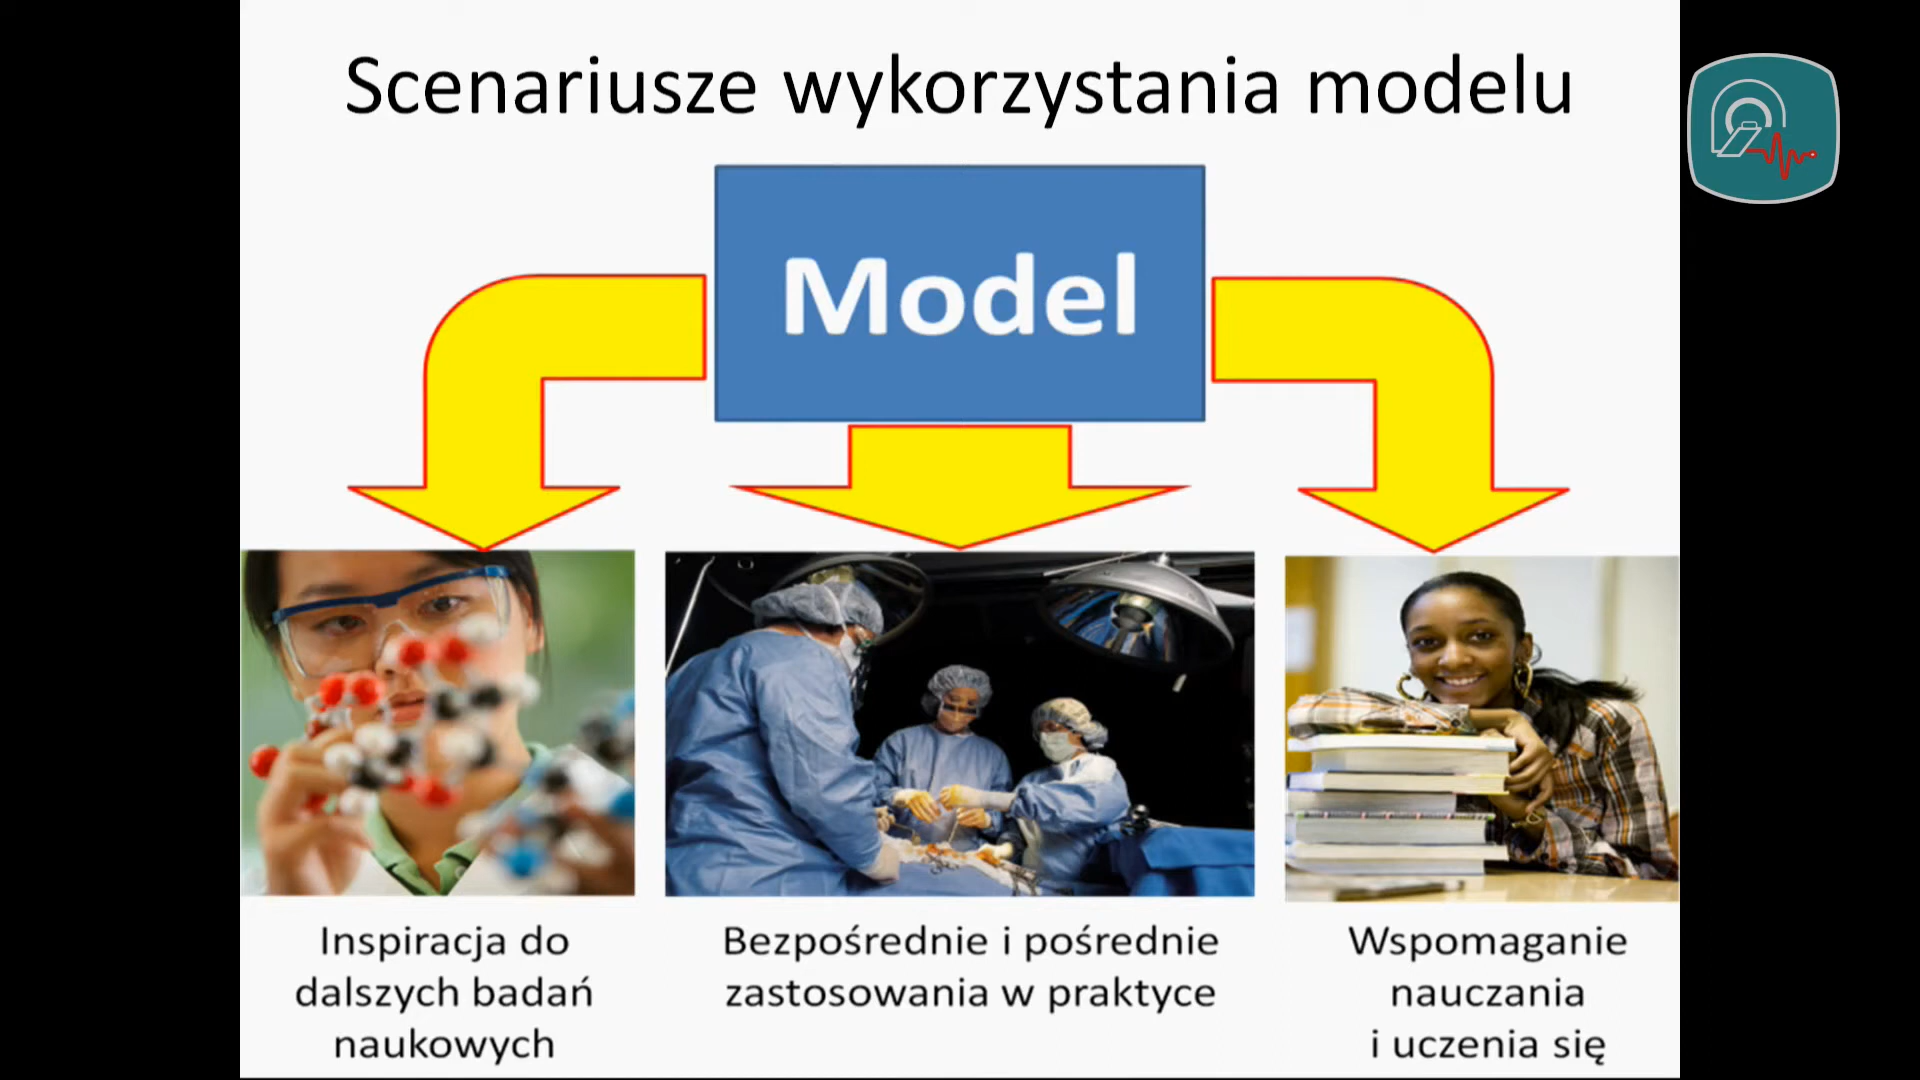 Scenariusze wykorzystania modelu
Model
Inspiracja do
dalszych badań
naukowych
Bezpośrednie i pośrednie
zastosowania w praktyce
Wspomaganie
nauczania
i uczenia się